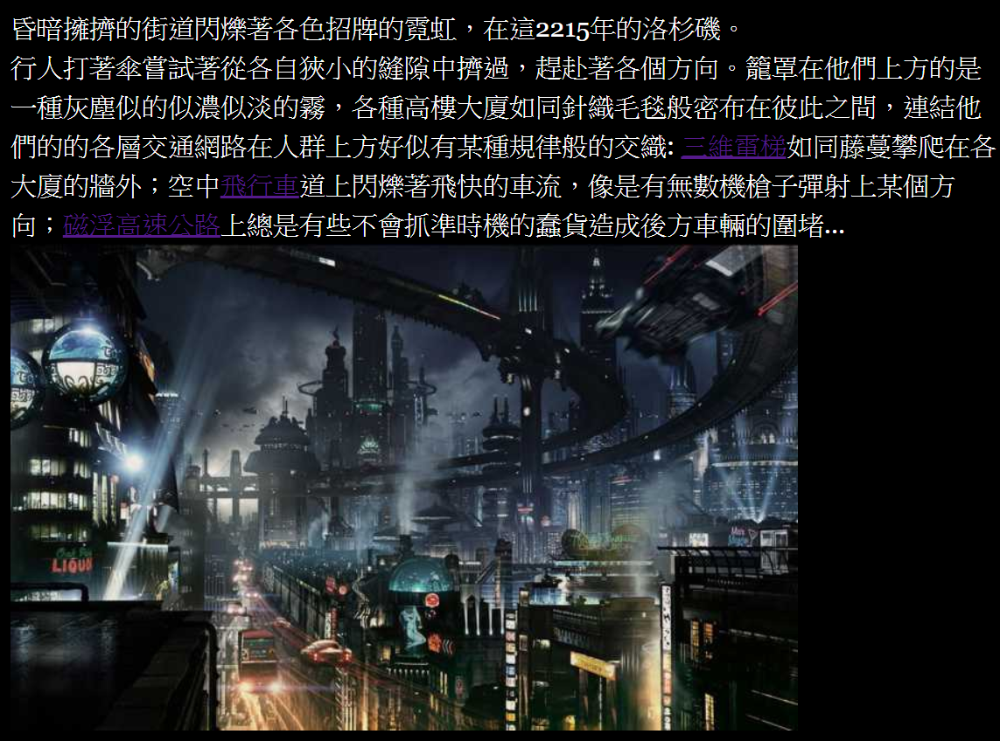 昏暗擁擠的街道閃爍著各色招牌的霓虹，在這2215年的洛杉磯。
行人打著傘嘗試著從各自狹小的縫隙中擠過，趕赴著各個方向。籠罩在他們上方的是
一種灰塵似的似濃似淡的霧，各種高樓大廈如同針織毛毯般密布在彼此之間，連結他
們的的各層交通網路在人群上方好似有某種規律般的交織: 三維電梯如同藤蔓攀爬在各
大廈的牆外；空中飛行車道上閃爍著飛快的車流，像是有無數機槍子彈射上某個方
向；磁浮高速公路上總是有些不會抓準時機的蠢貨造成後方車輛的圍堵...
LIQUO